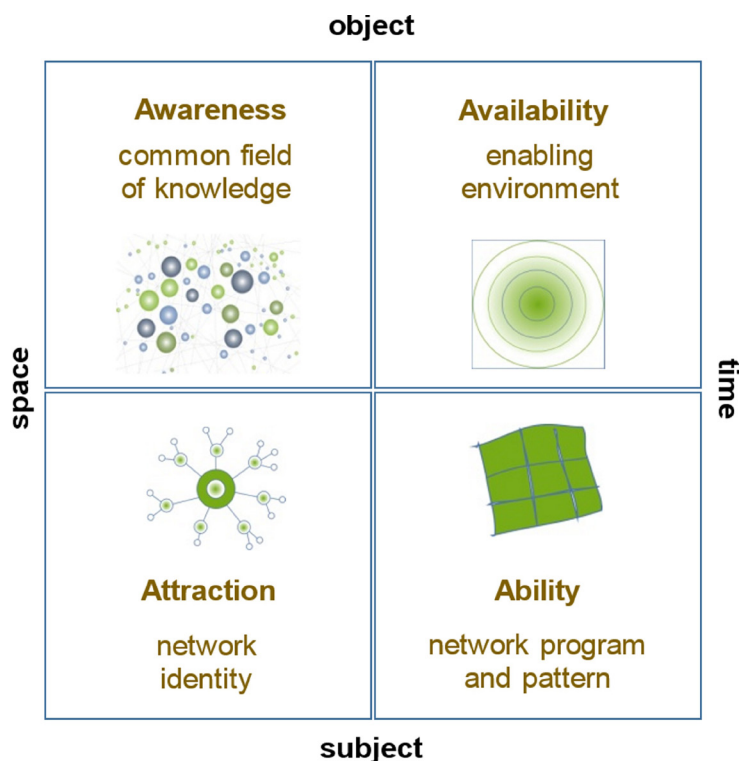 object
Awareness
common field
of knowledge
Availability
enabling
environment
space
time
Attraction
network
identity
Ability
network program
and pattern
subject